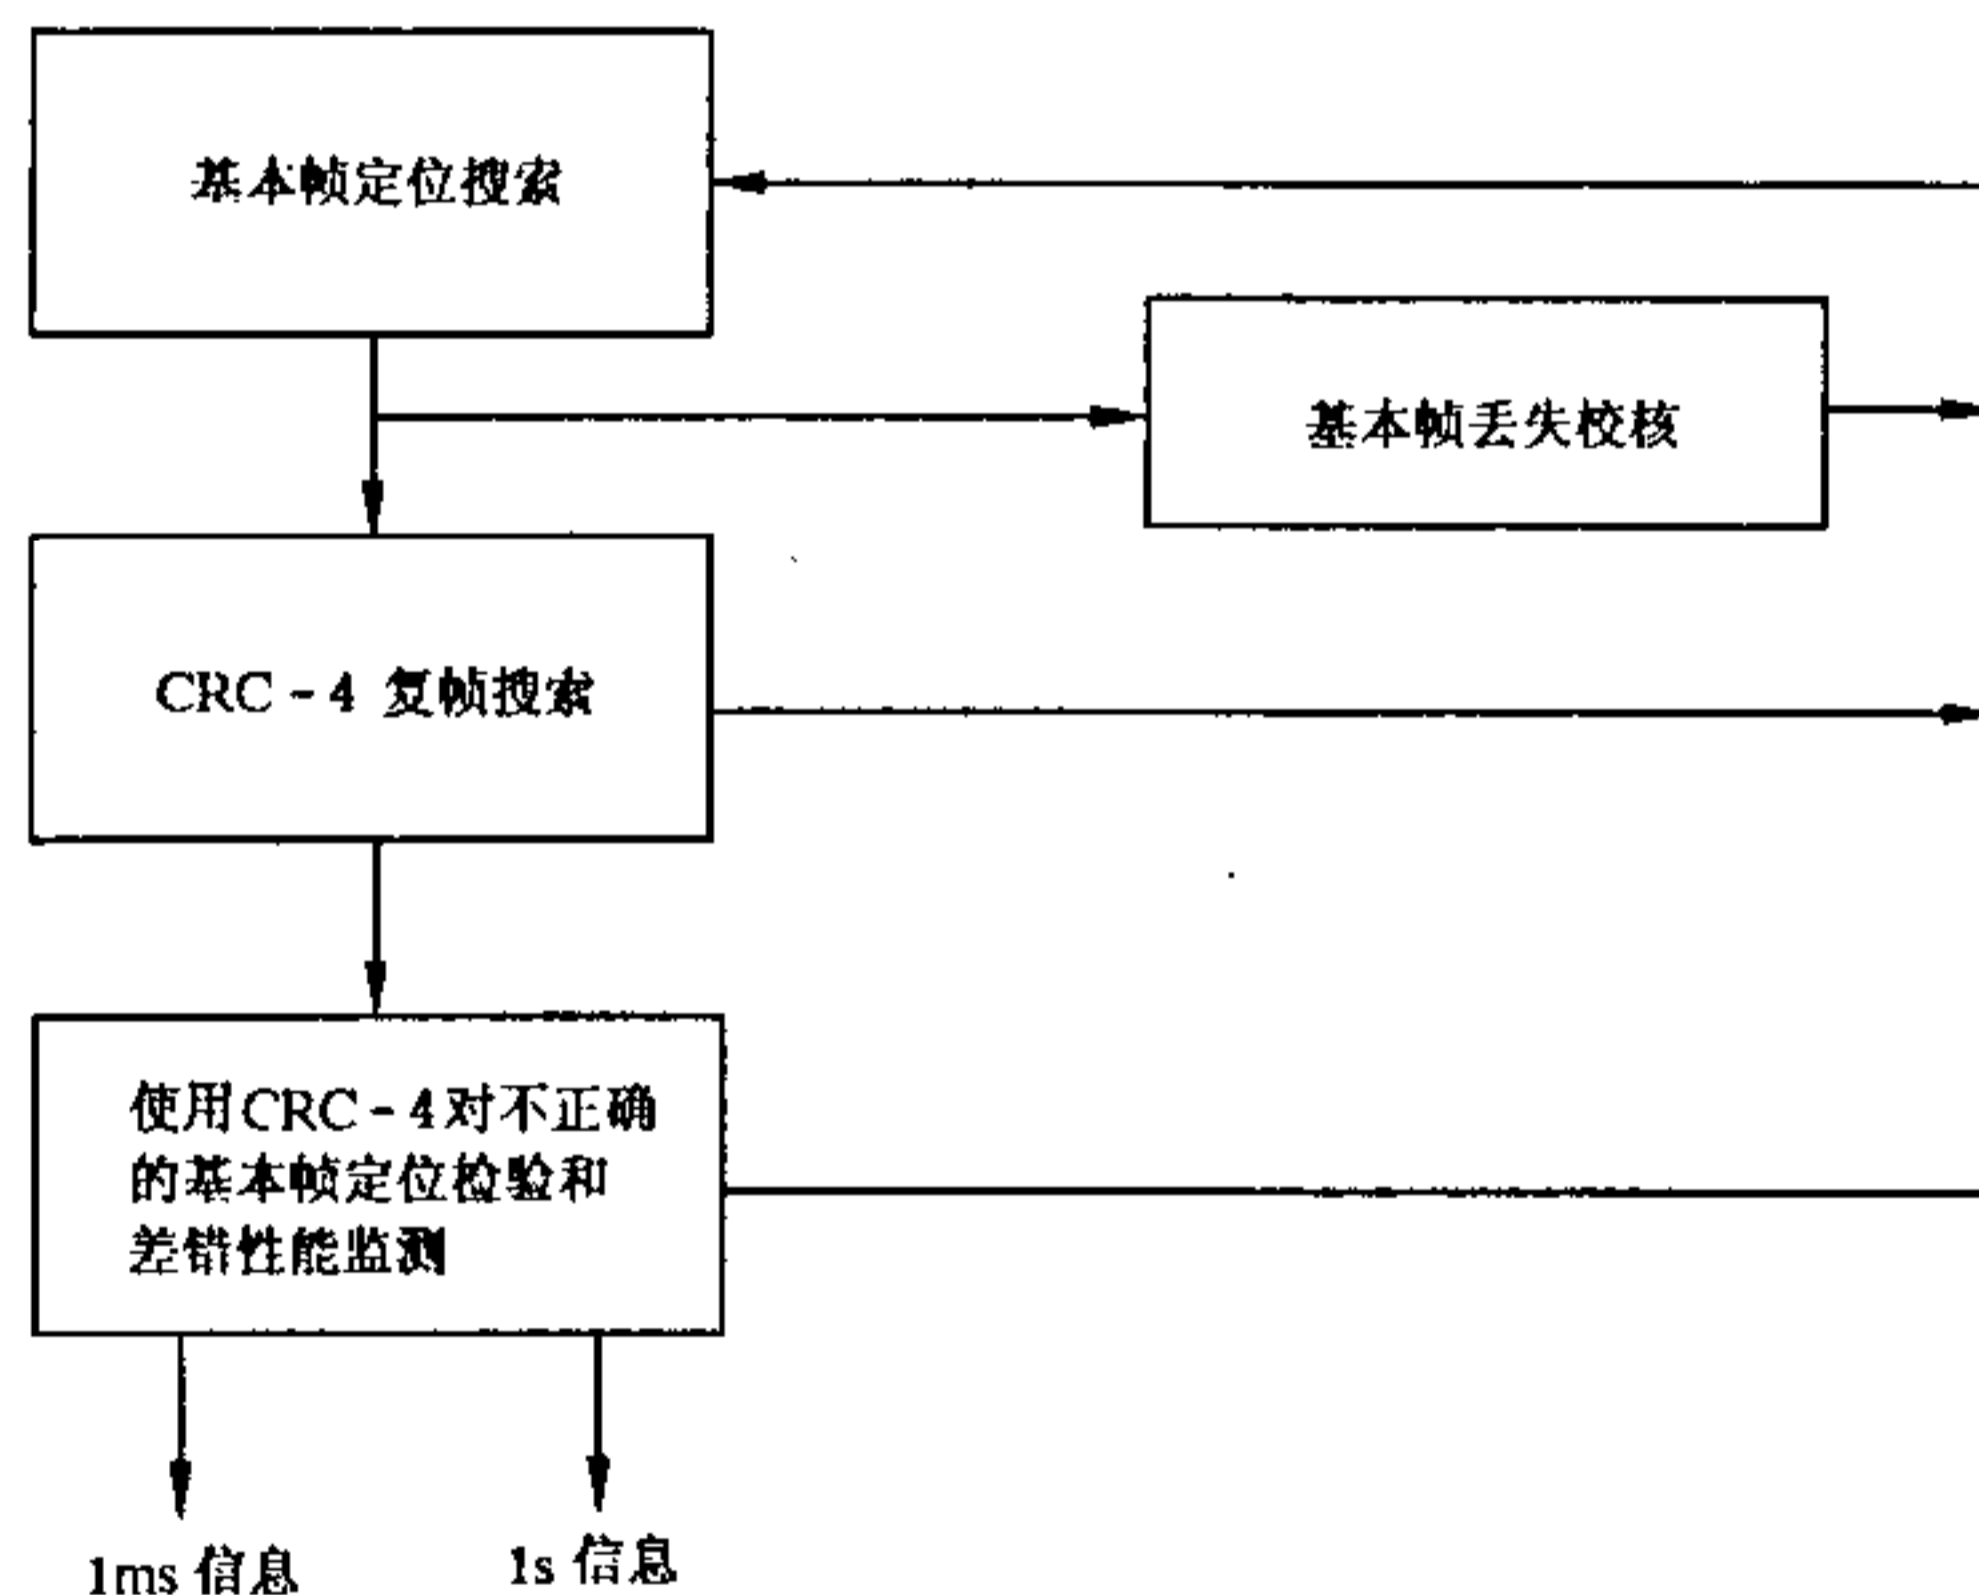 基本帧定位搜索
基本帧丢失校核
CRC-4 复帧搜索
使用CRC-4对不正确
的基本帧定位检验和
差错性能监测
1ms 信息
1s 信息